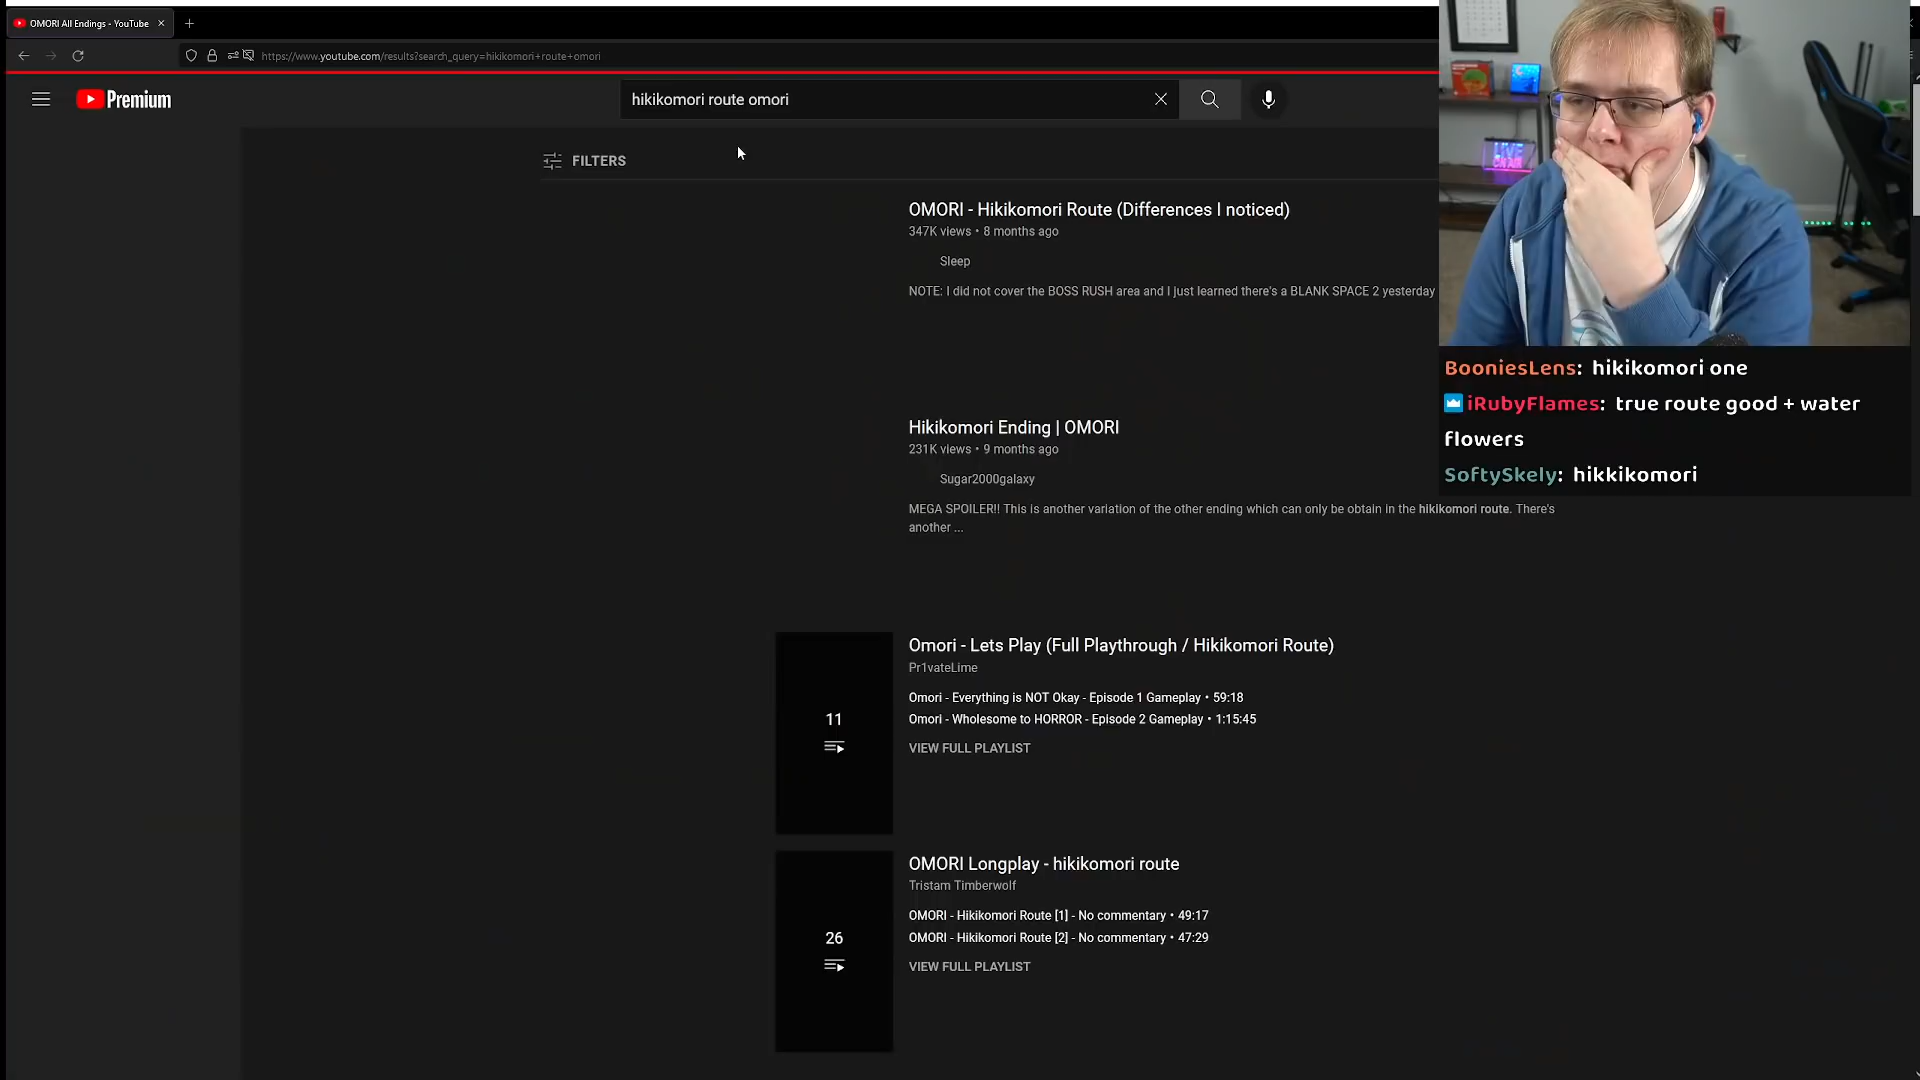 OMORI All Endings - YouTube
https://www.youtube.com/results?search_query=hikikomori+route+omori
Premium
hikikomori route omori
FILTERS
OMORI - Hikikomori Route (Differences I noticed)
347K views • 8 months ago
Sleep
NOTE: I did not cover the BOSS RUSH area and I just learned there's a BLANK SPACE 2 yesterday
Hikikomori Ending | OMORI
231K views • 9 months ago
Sugar2000galaxy
MEGA SPOILER!! This is another variation of the other ending which can only be obtain in the hikikomori route. There's
another ...
11
Omori - Lets Play (Full Playthrough / Hikikomori Route)
Pr1vateLime
Omori - Everything is NOT Okay - Episode 1 Gameplay • 59:18
Omori - Wholesome to HORROR - Episode 2 Gameplay • 1:15:45
VIEW FULL PLAYLIST
26
OMORI Longplay - hikikomori route
Tristam Timberwolf
OMORI - Hikikomori Route [1] - No commentary • 49:17
OMORI - Hikikomori Route [2] - No commentary • 47:29
VIEW FULL PLAYLIST
LIVE
ON AIR
BooniesLens: hikikomori one
iRubyFlames: true route good + water
flowers
SoftySkely: hikkikomori